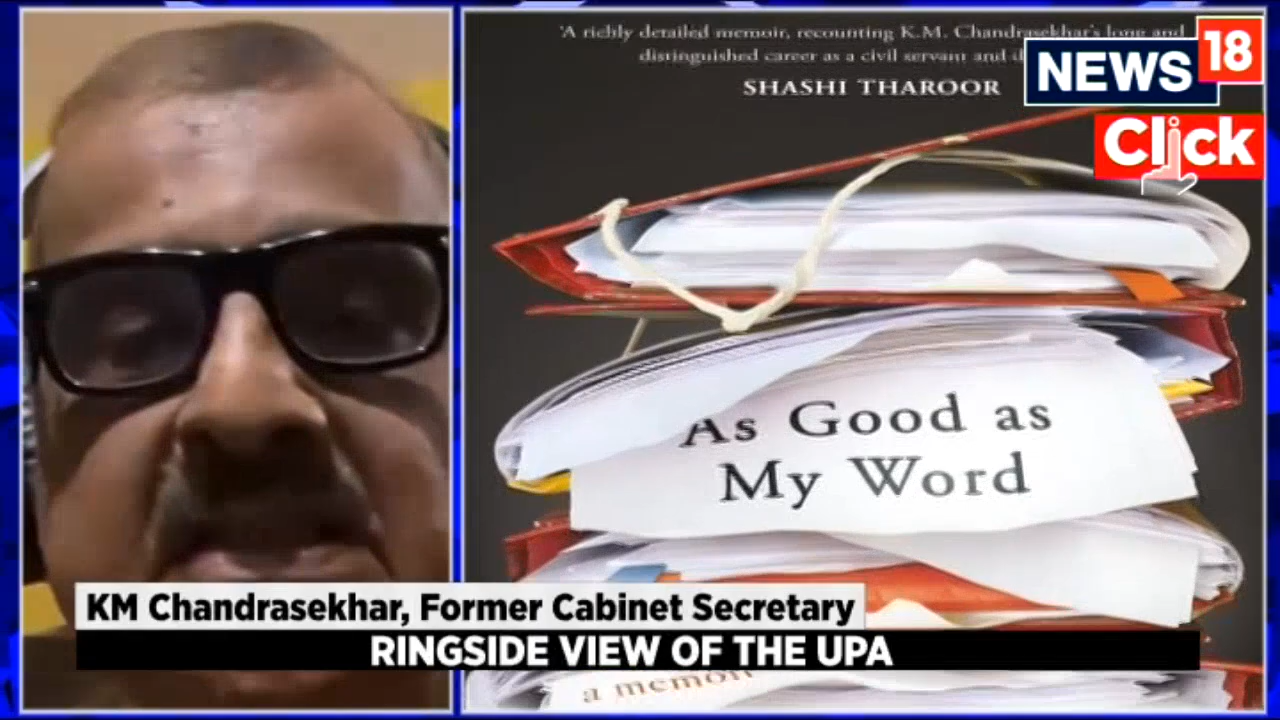 'A richly detailed memoir, recounting K.M. Chandrasekhar's long and
distinguished career as a civil servant and
SHASHI THAROOR
NEWS 18
Click
As Good as
My Word
KM Chandrasekhar, Former Cabinet Secretary
RINGSIDE VIEW OF THE UPA
a memoir